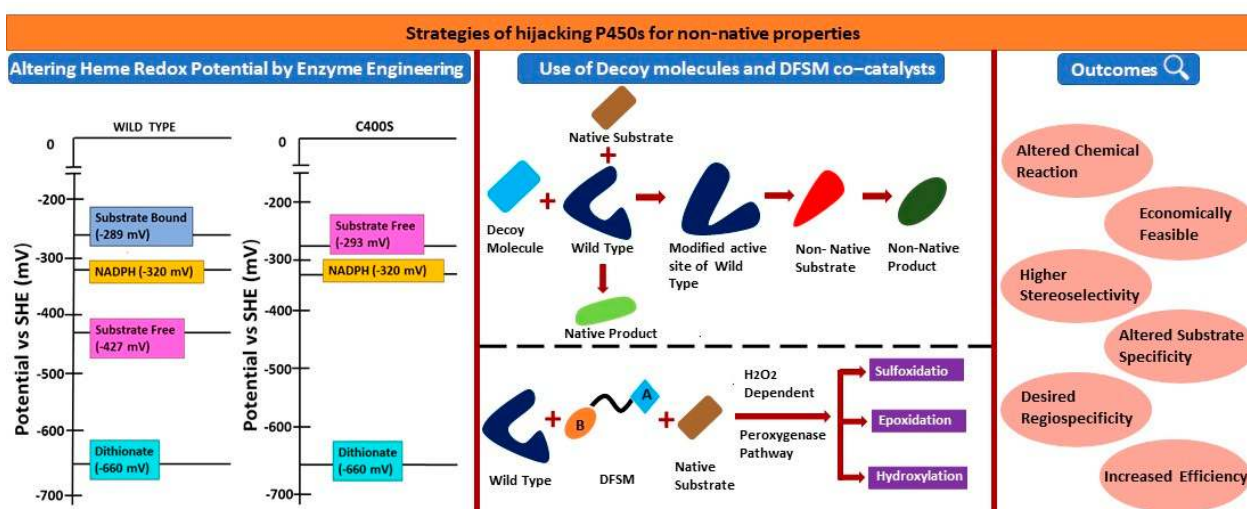 Strategies of hijacking P450s for non-native properties
Altering Heme Redox Potential by Enzyme Engineering
WILD TYPE
C400S
Potential vs SHE (mV)
0
-200
-300
-400
-500
-600
-700
Substrate Bound
(-289 mV)
NADPH (-320 mV)
Substrate Free
(-427 mV)
Dithionate
(-660 mV)
Potential vs SHE (mV)
0
-200
-300
-400
-500
-600
-700
Substrate Free
(-293 mV)
NADPH (-320 mV)
Dithionate
(-660 mV)
Use of Decoy molecules and DFSM co–catalysts
Native Substrate
+
+
Decoy
Molecule
Wild Type
Modified active
site of Wild
Type
Non- Native
Substrate
Non-Native
Product
Native Product
+
B
A
+
Wild Type
DFSM
Native
Substrate
H2O2
Dependent
Peroxygenase
Pathway
Sulfoxidatio
Epoxidation
Hydroxylation
Outcomes
Altered Chemical
Reaction
Economically
Feasible
Higher
Stereoselectivity
Altered Substrate
Specificity
Desired
Regiospecificity
Increased Efficiency